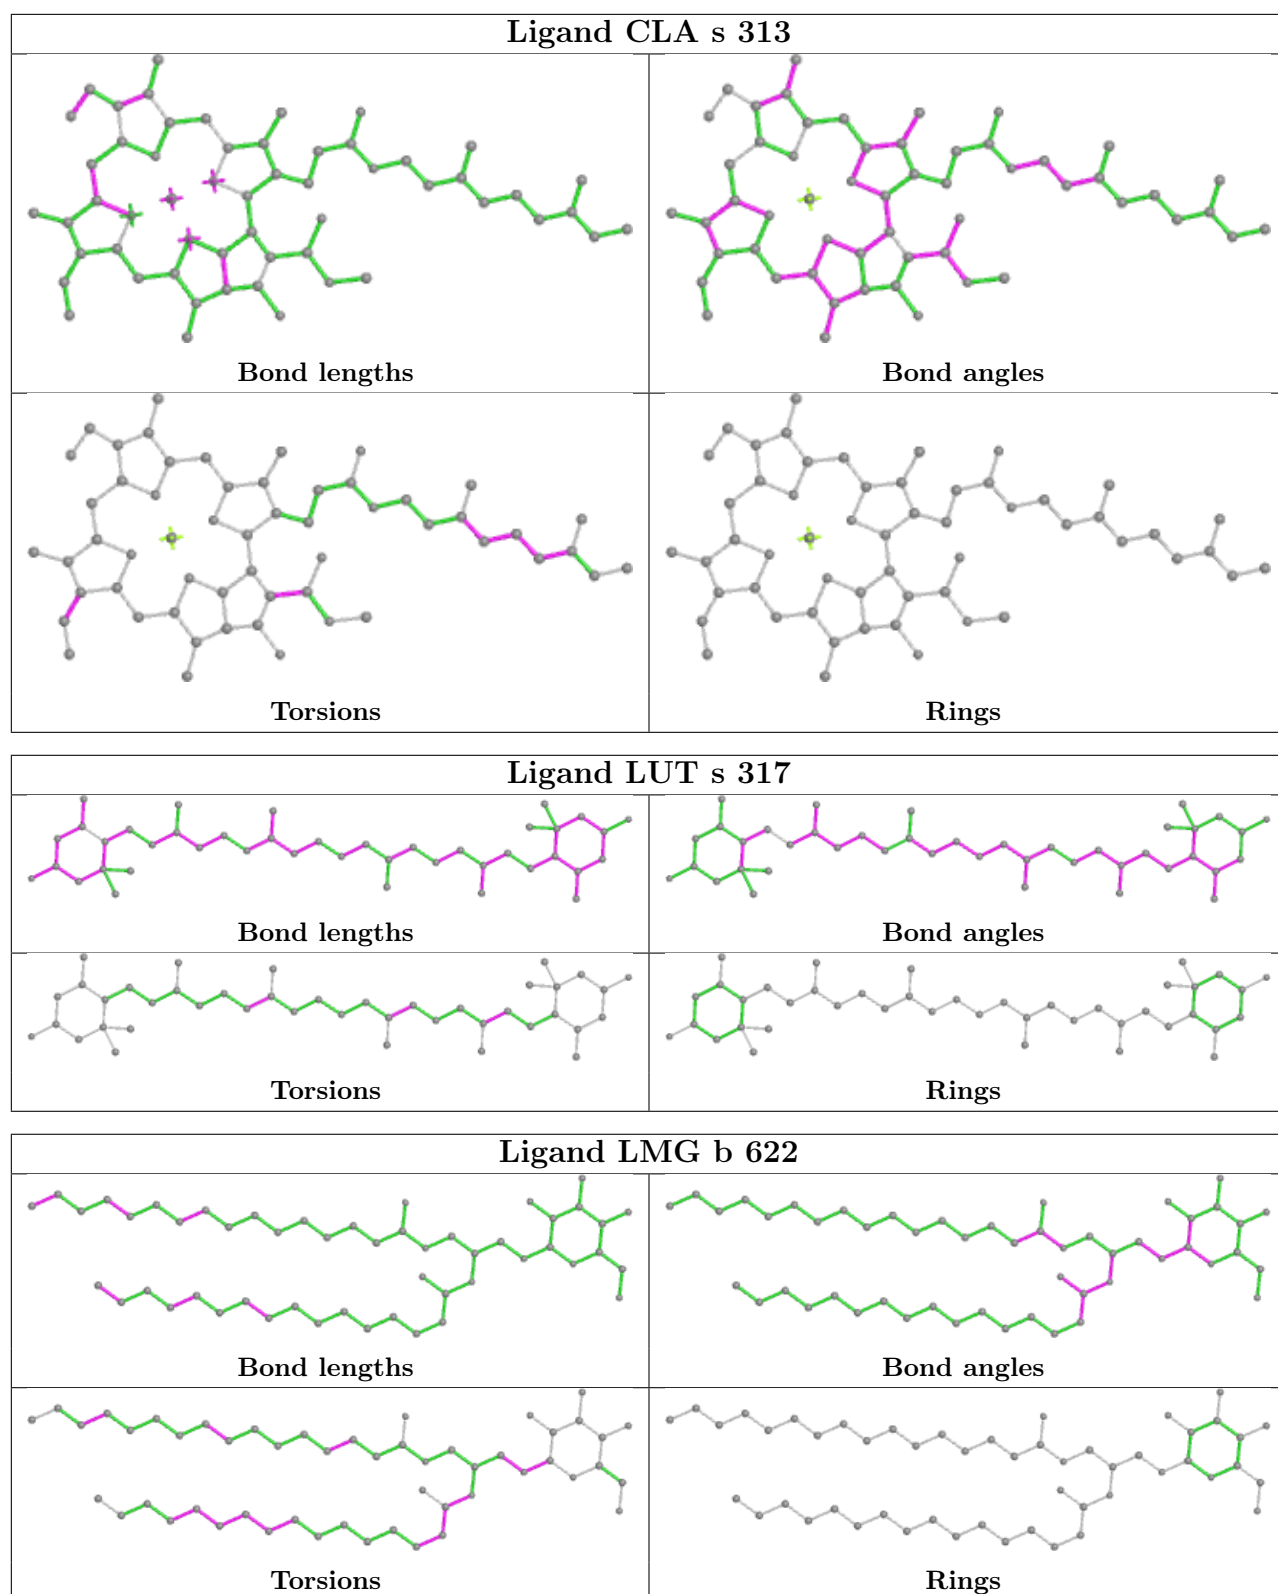 Ligand CLA s 313
Bond lengths
Bond angles
Torsions
Rings
Ligand LUT s 317
Bond lengths
Bond angles
Torsions
Rings
Ligand LMG b 622
Bond lengths
Bond angles
Torsions
Rings